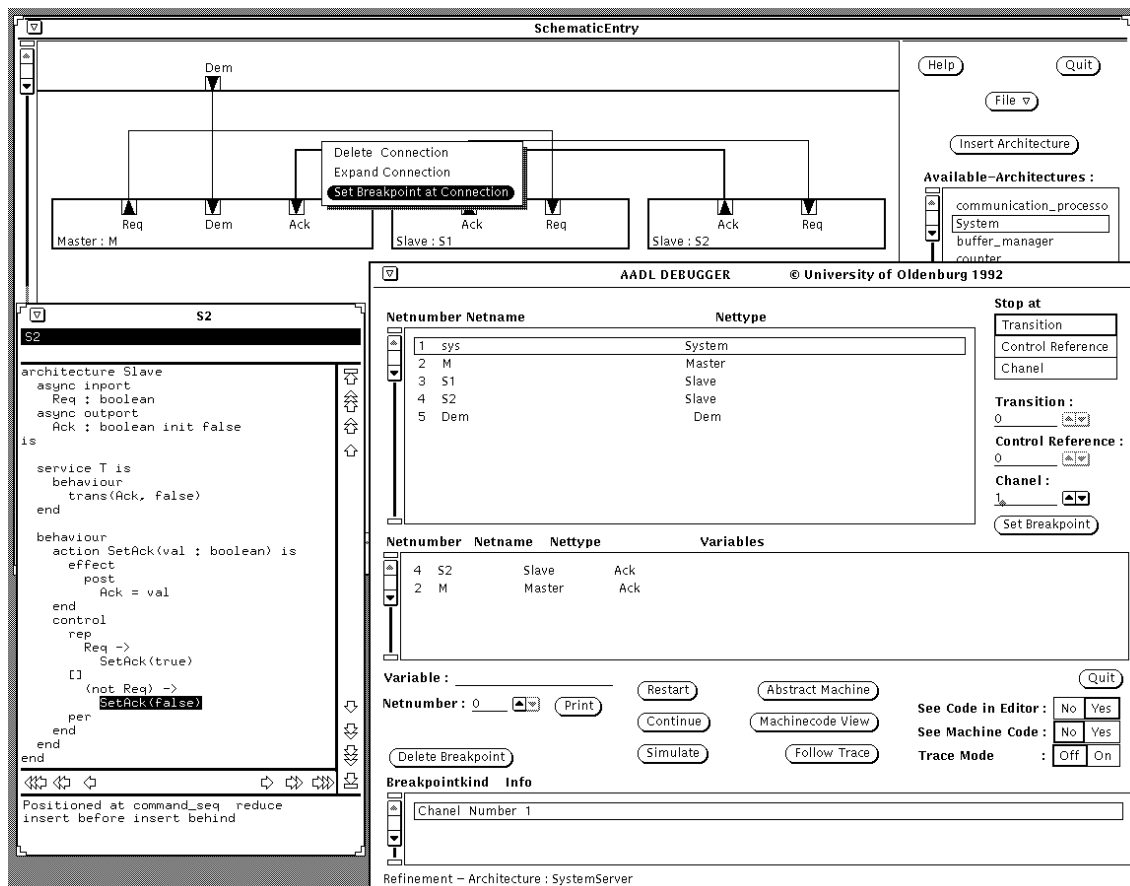 SchematicEntry
Dem
Help
Quit
File
Insert Architecture
Delete Connection
Expand Connection
Set Breakpoint at Connection
Available-Architectures :
communication_processo
System
buffer_manager
counter
Req Dem Ack
Master : M
Ack Req
Slave : S1
Ack Req
Slave : S2
S2
S2
architecture Slave
async inport
Req : boolean
async outport
Ack : boolean init false
is
service T is
behaviour
trans(Ack, false)
end
behaviour
action SetAck(val : boolean) is
effect
post
Ack = val
end
control
rep
Req ->
SetAck(true)
[]
(not Req) ->
SetAck(false)
per
end
end
end
Positioned at command_seq reduce
insert before insert behind
AADL DEBUGGER © University of Oldenburg 1992
Netnumber Netname Nettype
1 sys System
2 M Master
3 S1 Slave
4 S2 Slave
5 Dem Dem
Stop at
Transition
Control Reference
Chanel
Transition :
0
Control Reference :
0
Chanel :
1
Set Breakpoint
Netnumber Netname Nettype Variables
4 S2 Slave Ack
2 M Master Ack
Variable :
Netnumber : 0
Print
Restart
Continue
Simulate
Abstract Machine
Machinecode View
Follow Trace
Quit
See Code in Editor : No Yes
See Machine Code : No Yes
Trace Mode : Off On
Delete Breakpoint
Breakpointkind Info
Chanel Number 1
Refinement – Architecture : SystemServer